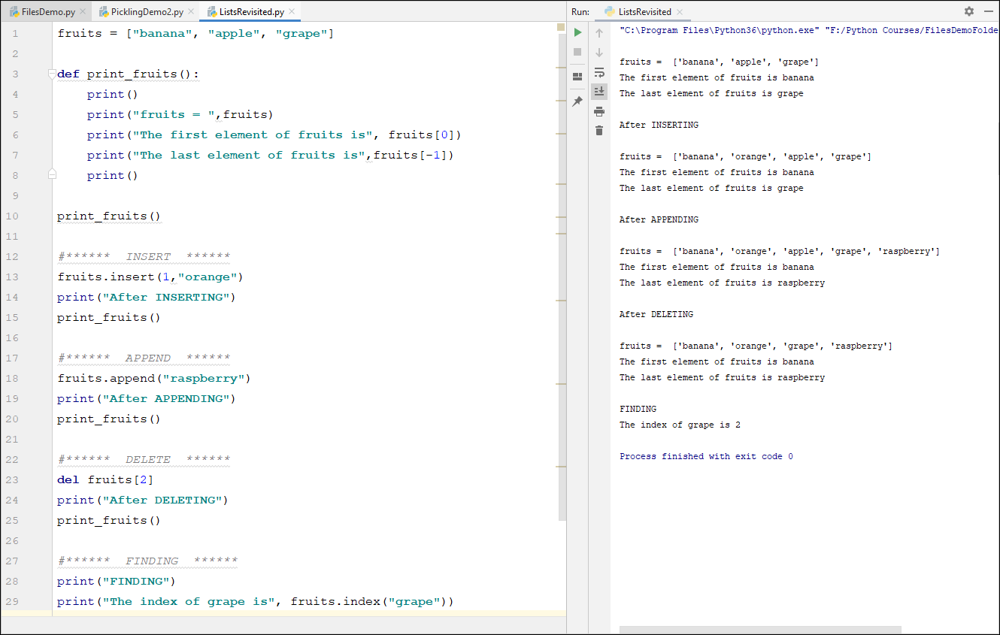 FilesDemo.py PicklingDemo2.py ListsRevisited.py
1 fruits = ["banana", "apple", "grape"]
2
3 def print_fruits():
4     print()
5     print("fruits = ",fruits)
6     print("The first element of fruits is", fruits[0])
7     print("The last element of fruits is",fruits[-1])
8     print()
9
10 print_fruits()
11
12 #******  INSERT  ******
13 fruits.insert(1,"orange")
14 print("After INSERTING")
15 print_fruits()
16
17 #******  APPEND  ******
18 fruits.append("raspberry")
19 print("After APPENDING")
20 print_fruits()
21
22 #******  DELETE  ******
23 del fruits[2]
24 print("After DELETING")
25 print_fruits()
26
27 #******  FINDING  ******
28 print("FINDING")
29 print("The index of grape is", fruits.index("grape"))
Run: ListsRevisited
"C:\Program Files\Python36\python.exe" "F:/Python Courses/FilesDemoFolde
fruits =  ['banana', 'apple', 'grape']
The first element of fruits is banana
The last element of fruits is grape
After INSERTING
fruits =  ['banana', 'orange', 'apple', 'grape']
The first element of fruits is banana
The last element of fruits is grape
After APPENDING
fruits =  ['banana', 'orange', 'apple', 'grape', 'raspberry']
The first element of fruits is banana
The last element of fruits is raspberry
After DELETING
fruits =  ['banana', 'orange', 'grape', 'raspberry']
The first element of fruits is banana
The last element of fruits is raspberry
FINDING
The index of grape is 2
Process finished with exit code 0